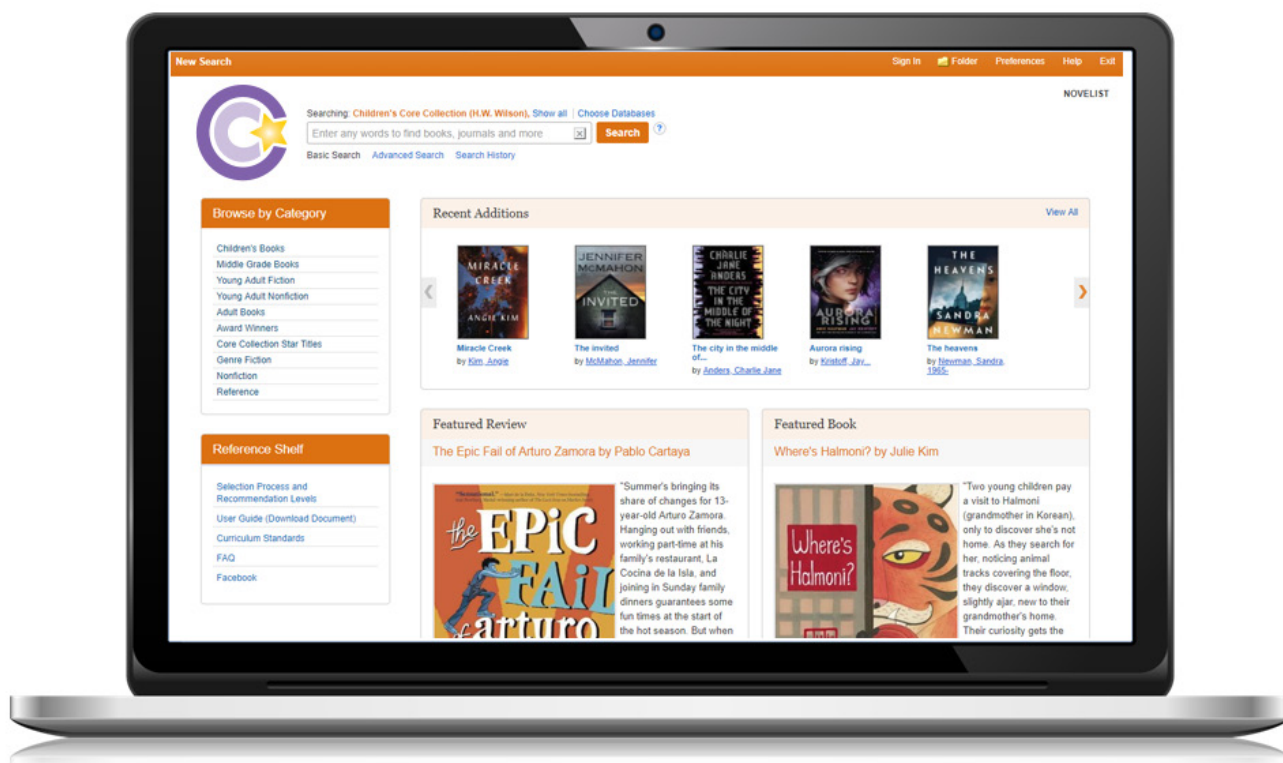 New Search
Sign In
Folder
Preferences
Help
Exit
NOVELIST
Searching: Children's Core Collection (H.W. Wilson), Show all | Choose Databases
Enter any words to find books, journals and more
Search
?
Basic Search
Advanced Search
Search History
Browse by Category
Children's Books
Middle Grade Books
Young Adult Fiction
Young Adult Nonfiction
Adult Books
Award Winners
Core Collection Star Titles
Genre Fiction
Nonfiction
Reference
Reference Shelf
Selection Process and
Recommendation Levels
User Guide (Download Document)
Curriculum Standards
FAQ
Facebook
Recent Additions
View All
MIRACLE
CREEK
ANGIE KIM
Miracle Creek
by Kim, Angie
JENNIFER
McMAHON
THE
INVITED
The invited
by McMahon, Jennifer
CHARLIE
JANE
ANDERS
THE CITY
IN THE
MIDDLE OF
THE NIGHT
The city in the middle
of...
by Anders, Charlie Jane
AURORA
RISING
Aurora rising
by Kristoff, Jay...
THE
HEAVENS
SANDRA
NEWMAN
The heavens
by Newman, Sandra,
1965-
Featured Review
The Epic Fail of Arturo Zamora by Pablo Cartaya
the EPIC
FAIL
of arturo
"Summer's bringing its
share of changes for 13-
year-old Arturo Zamora.
Hanging out with friends,
working part-time at his
family's restaurant, La
Cocina de la Isla, and
joining in Sunday family
dinners guarantees some
fun times at the start of
the hot season. But when
Featured Book
Where's Halmoni? by Julie Kim
Where's
Halmoni?
"Two young children pay
a visit to Halmoni
(grandmother in Korean),
only to discover she's not
home. As they search for
her, noticing animal
tracks covering the floor,
they discover a window,
slightly ajar, new to their
grandmother's home.
Their curiosity gets the